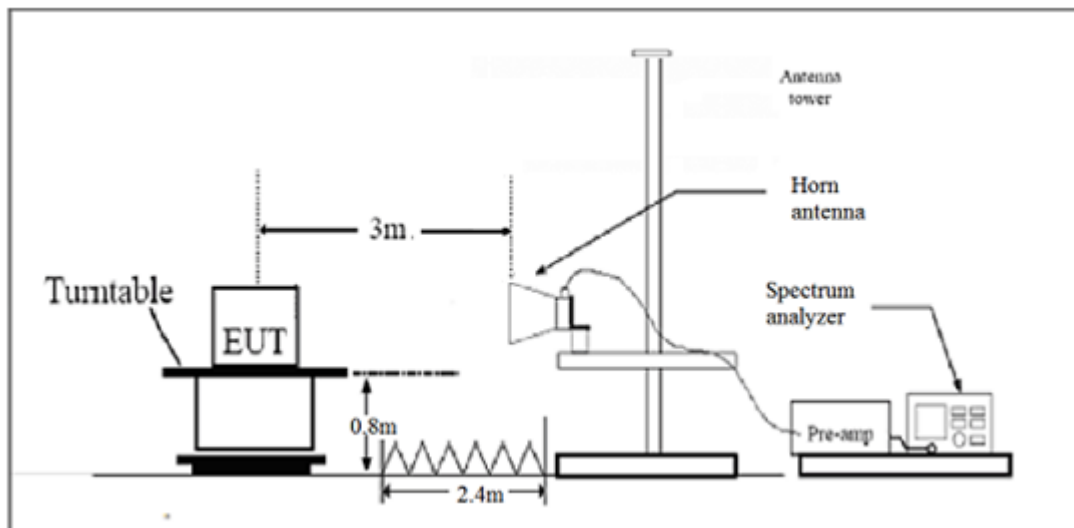 Antenna
tower
Horn
antenna
3m.
Turntable
EUT
Spectrum
analyzer
0.8m
Pre-amp
2.4m